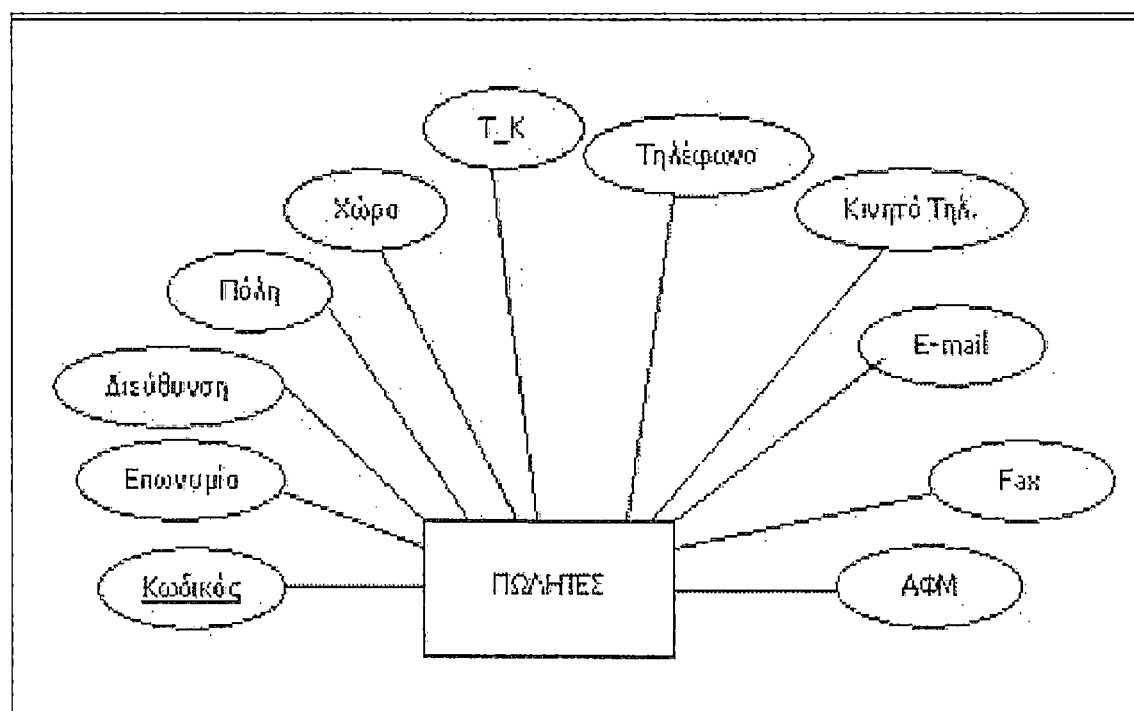 Τ_Κ
Τηλέφωνο
Χώρα
Κινητό Τηλ.
Πόλη
E-mail
Διεύθυνση
Επωνυμία
Fax
ΠΩΛΗΤΕΣ
Κωδικός
ΑΦΜ